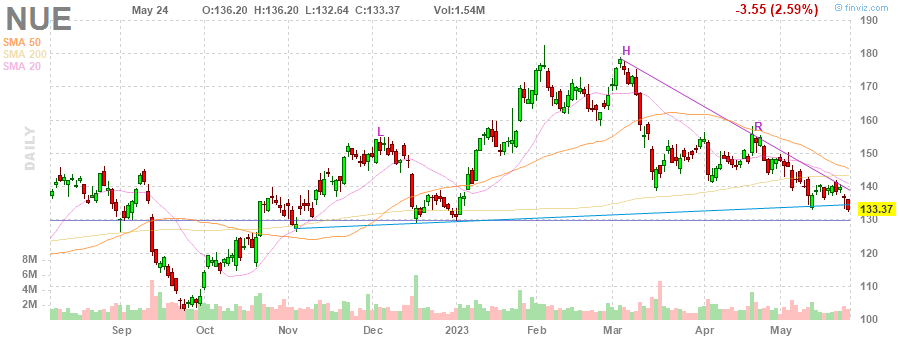 NUE May 24 O:136.20 H:136.20 L:132.64 C:133.37 Vol:1.54M -3.55 (2.59%) © finviz.com
SMA 50
SMA 200
SMA 20
190
180
170
160
150
140
133.37
130
120
110
100
DAILY
L
H
R
8M
6M
4M
2M
Sep Oct Nov Dec 2023 Feb Mar Apr May